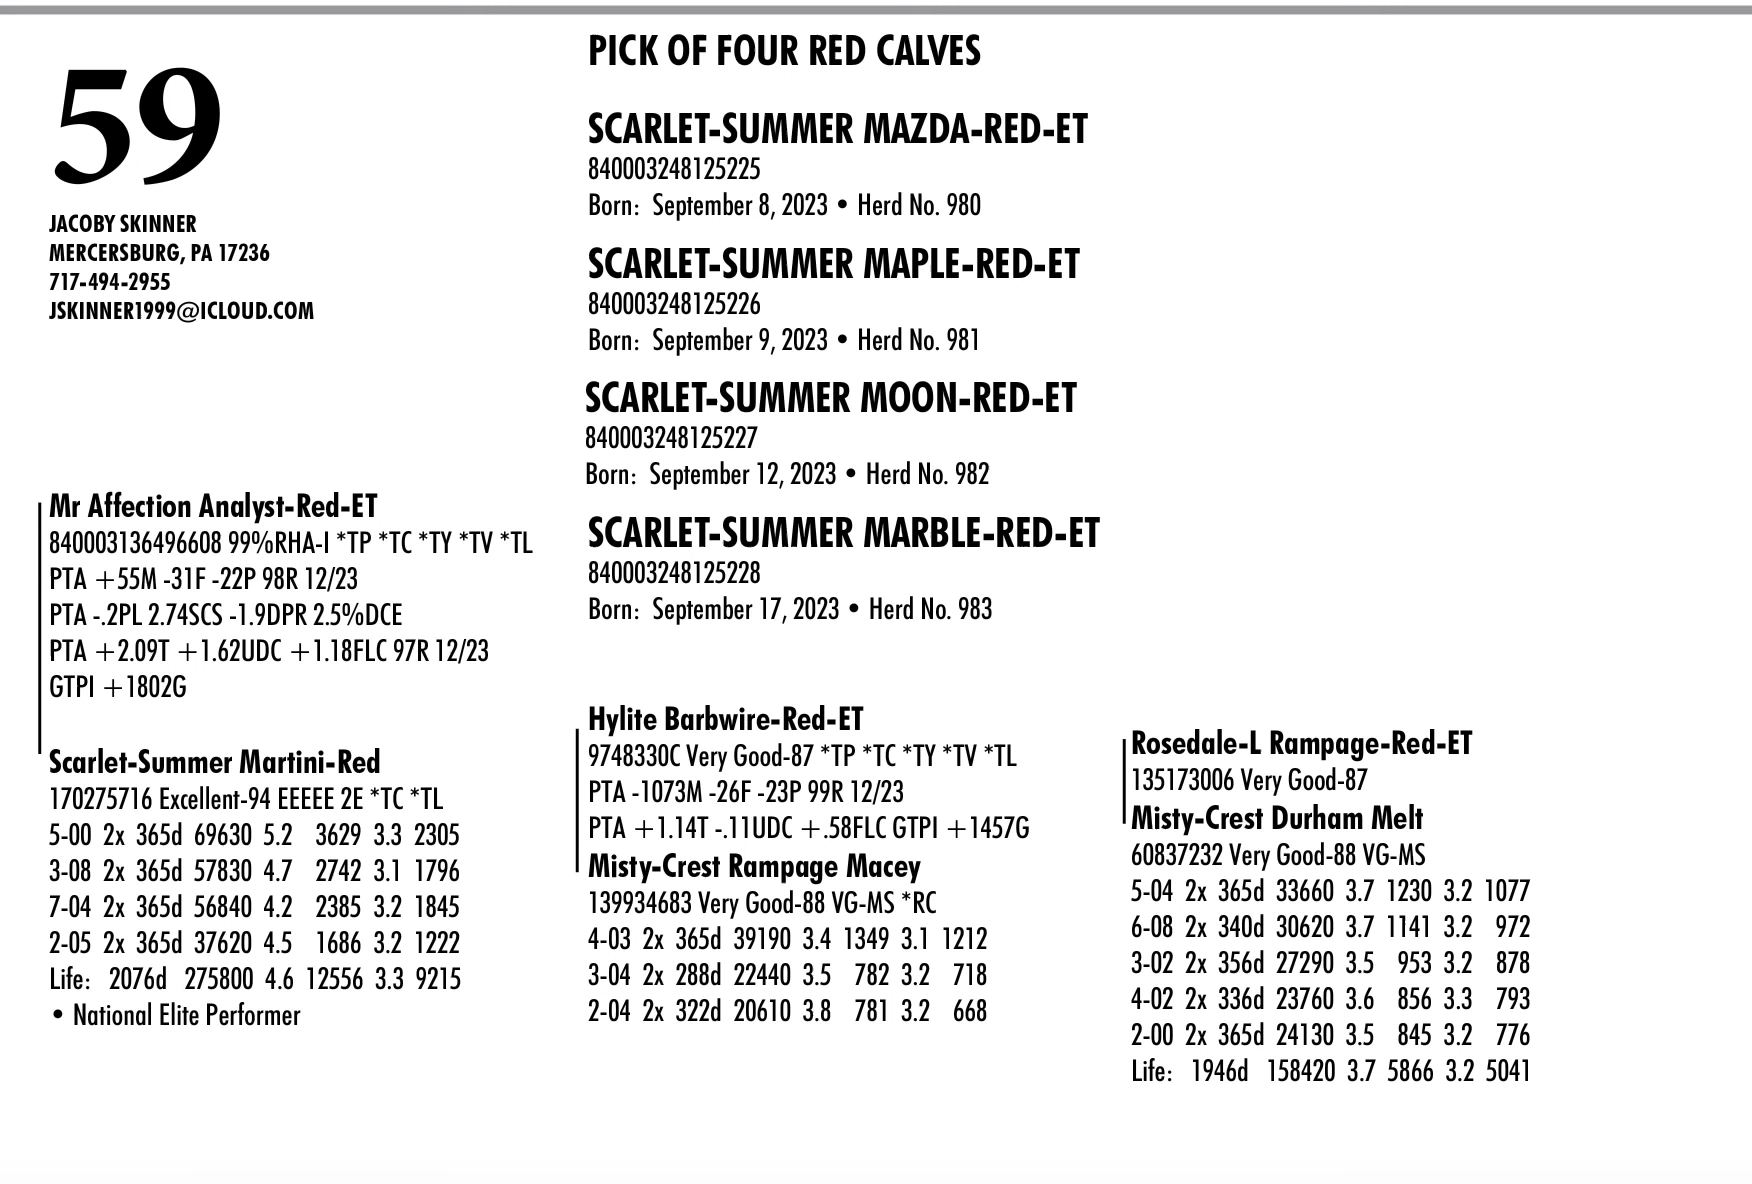 59
JACOBY SKINNER
MERCERSBURG, PA 17236
717-494-2955
JSKINNER1999@ICLOUD.COM
PICK OF FOUR RED CALVES
SCARLET-SUMMER MAZDA-RED-ET
840003248125225
Born: September 8, 2023 • Herd No. 980
SCARLET-SUMMER MAPLE-RED-ET
840003248125226
Born: September 9, 2023 • Herd No. 981
SCARLET-SUMMER MOON-RED-ET
840003248125227
Born: September 12, 2023 • Herd No. 982
SCARLET-SUMMER MARBLE-RED-ET
840003248125228
Born: September 17, 2023 • Herd No. 983
Mr Affection Analyst-Red-ET
840003136496608 99%RHA-I *TP *TC *TY *TV *TL
PTA +55M -31F -22P 98R 12/23
PTA -.2PL 2.74SCS -1.9DPR 2.5%DCE
PTA +2.09T +1.62UDC +1.18FLC 97R 12/23
GTPI +1802G
Scarlet-Summer Martini-Red
170275716 Excellent-94 EEEEE 2E *TC *TL
5-00 2x 365d 69630 5.2 3629 3.3 2305
3-08 2x 365d 57830 4.7 2742 3.1 1796
7-04 2x 365d 56840 4.2 2385 3.2 1845
2-05 2x 365d 37620 4.5 1686 3.2 1222
Life: 2076d 275800 4.6 12556 3.3 9215
• National Elite Performer
Hylite Barbwire-Red-ET
9748330C Very Good-87 *TP *TC *TY *TV *TL
PTA -1073M -26F -23P 99R 12/23
PTA +1.14T -.11UDC +.58FLC GTPI +1457G
Misty-Crest Rampage Macey
139934683 Very Good-88 VG-MS *RC
4-03 2x 365d 39190 3.4 1349 3.1 1212
3-04 2x 288d 22440 3.5 782 3.2 718
2-04 2x 322d 20610 3.8 781 3.2 668
Rosedale-L Rampage-Red-ET
135173006 Very Good-87
Misty-Crest Durham Melt
60837232 Very Good-88 VG-MS
5-04 2x 365d 33660 3.7 1230 3.2 1077
6-08 2x 340d 30620 3.7 1141 3.2 972
3-02 2x 356d 27290 3.5 953 3.2 878
4-02 2x 336d 23760 3.6 856 3.3 793
2-00 2x 365d 24130 3.5 845 3.2 776
Life: 1946d 158420 3.7 5866 3.2 5041